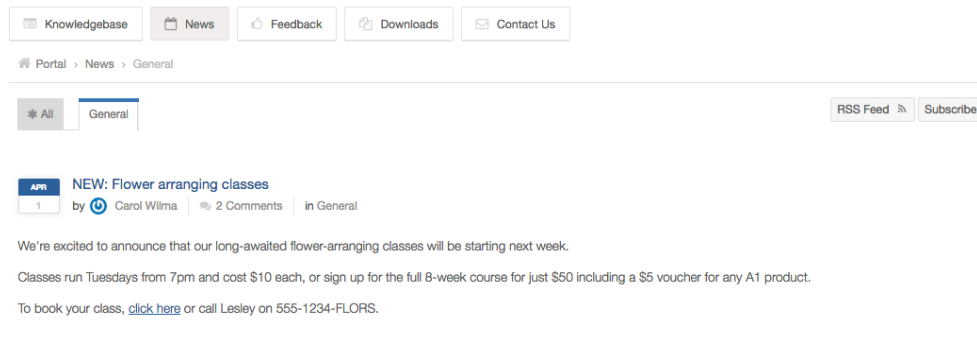 Knowledgebase News Feedback Downloads Contact Us
Portal › News › General
✱ All General RSS Feed Subscribe
APR NEW: Flower arranging classes
1 by Carol Wilma 2 Comments in General
We're excited to announce that our long-awaited flower-arranging classes will be starting next week.
Classes run Tuesdays from 7pm and cost $10 each, or sign up for the full 8-week course for just $50 including a $5 voucher for any A1 product.
To book your class, click here or call Lesley on 555-1234-FLORS.